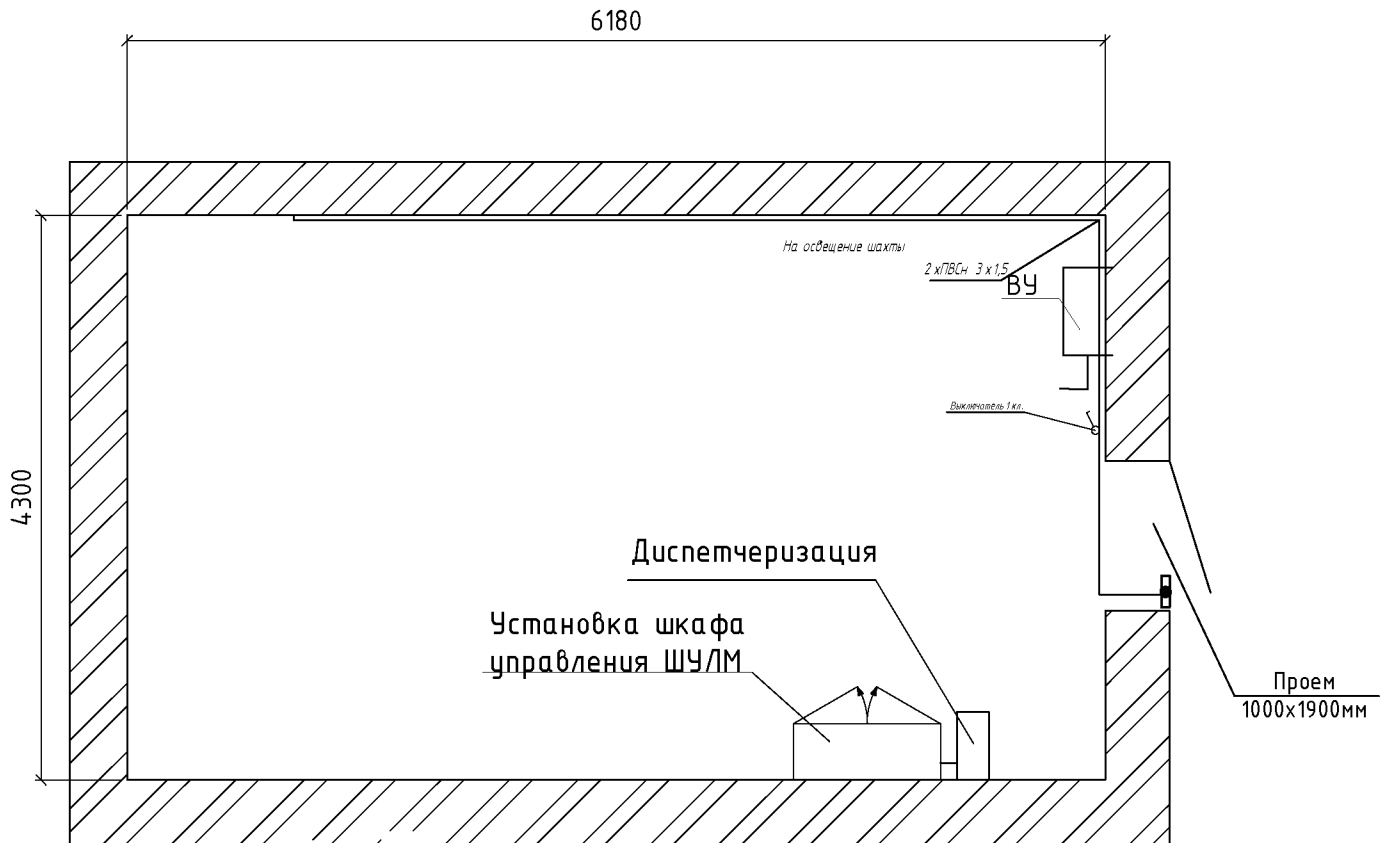 6180
На освещение шахты
2 хПВСн 3 х 1,5
ВУ
Выключатель 1 кл.
4300
Диспетчеризация
Установка шкафа
управления ШУЛМ
Проем
1000х1900мм